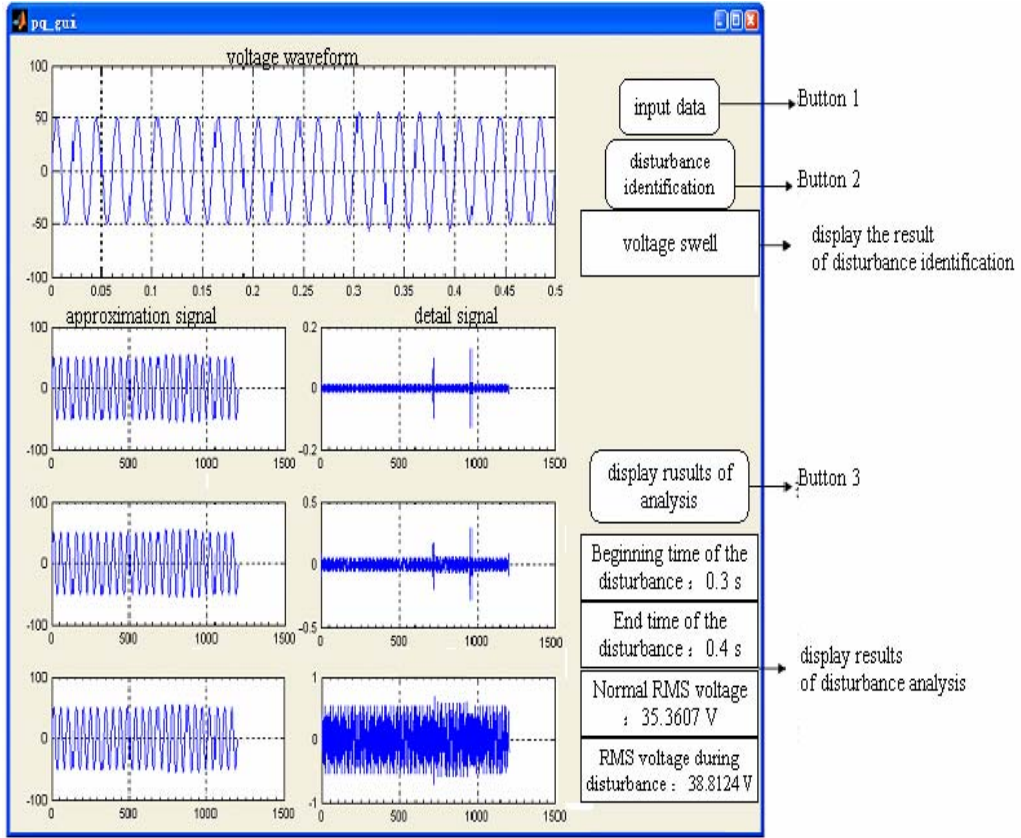 pq_gui
voltage waveform
100
50
0
-50
-100
0
0.05
0.1
0.15
0.2
0.25
0.3
0.35
0.4
0.45
0.5
input data
Button 1
disturbance
identification
Button 2
voltage swell
display the result
of disturbance identification
approximation signal
100
0
-100
0
500
1000
1500
detail signal
0.2
0
-0.2
0
500
1000
1500
100
0
-100
0
500
1000
1500
0.5
0
-0.5
0
500
1000
1500
100
0
-100
0
500
1000
1500
1
0
-1
0
500
1000
1500
display rusults of
analysis
Button 3
Beginning time of the
disturbance : 0.3 s
End time of the
disturbance : 0.4 s
Normal RMS voltage
: 35.3607 V
RMS voltage during
disturbance : 38.8124 V
display results
of disturbance analysis